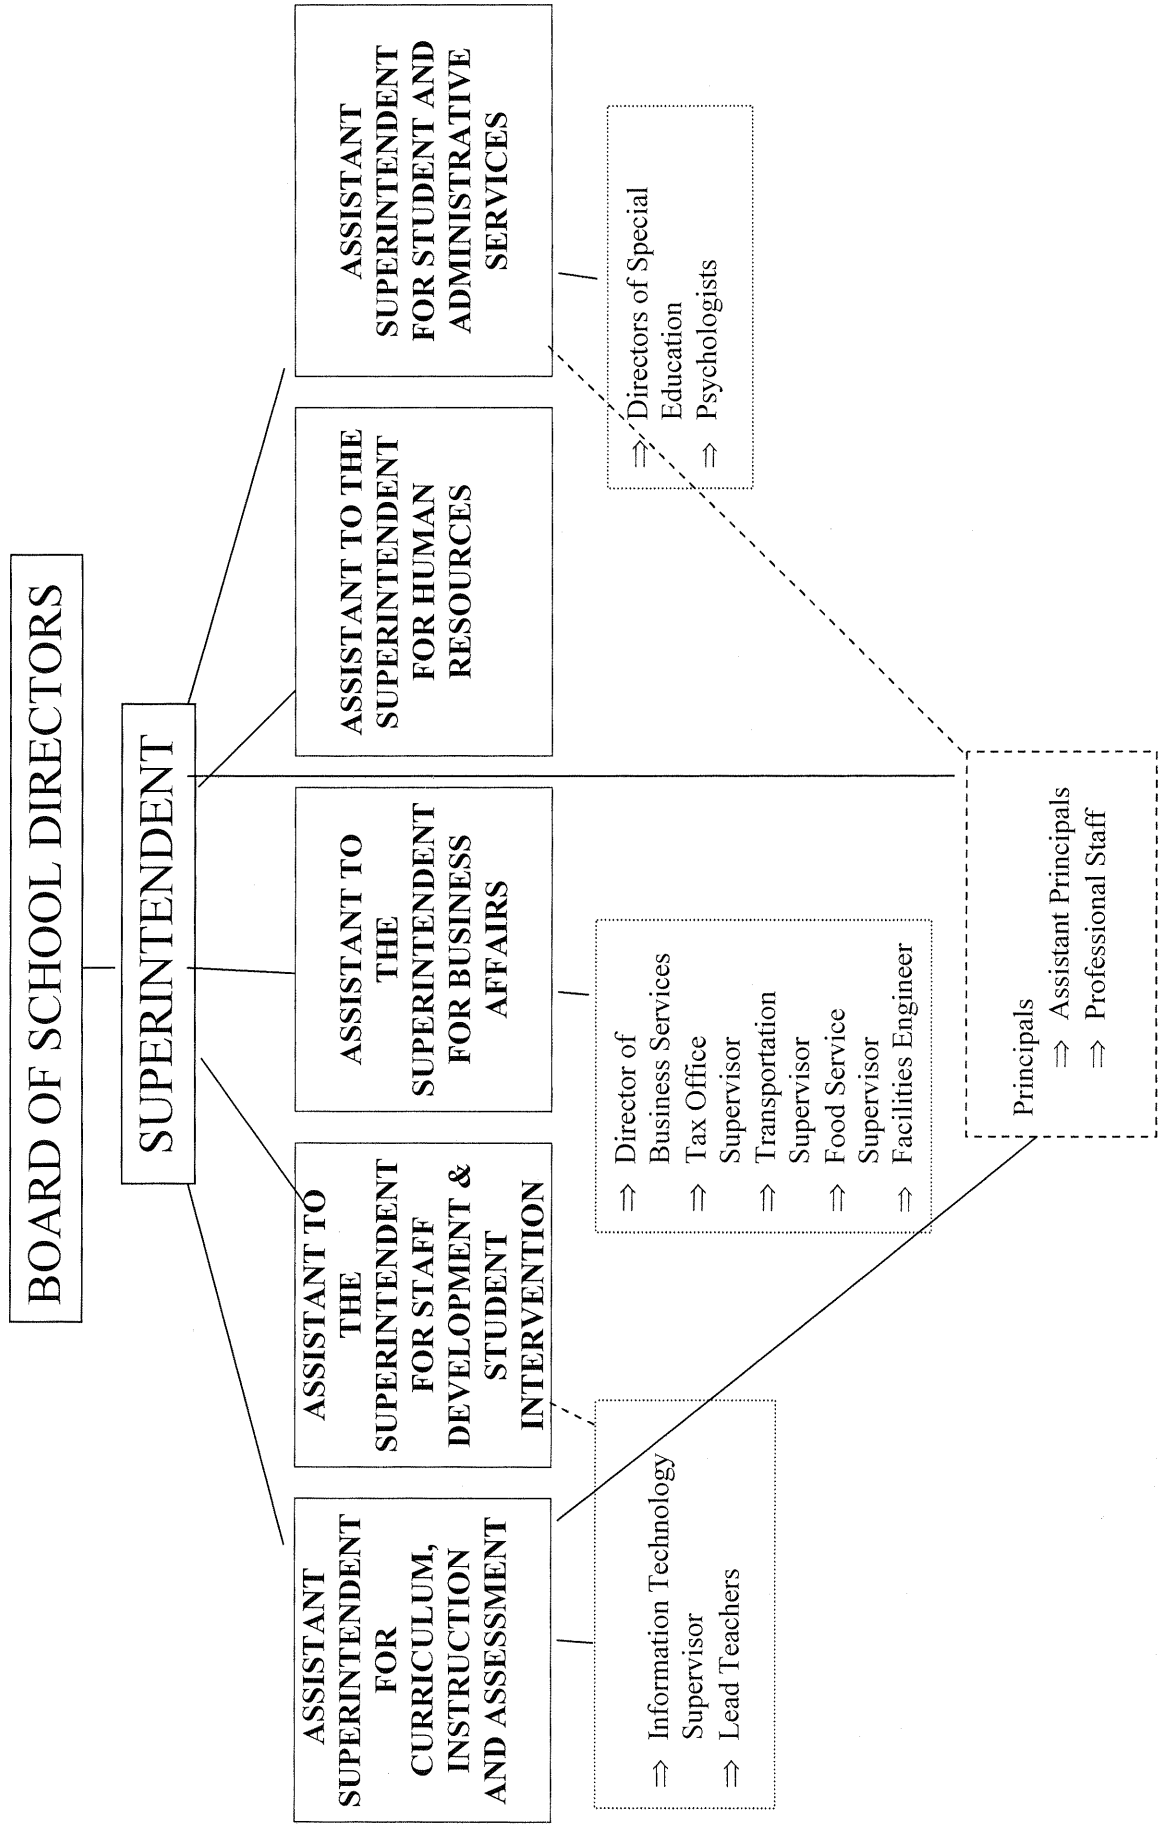 BOARD OF SCHOOL DIRECTORS
SUPERINTENDENT
ASSISTANT
SUPERINTENDENT
FOR
CURRICULUM,
INSTRUCTION
AND ASSESSMENT
ASSISTANT TO
THE
SUPERINTENDENT
FOR STAFF
DEVELOPMENT &
STUDENT
INTERVENTION
ASSISTANT TO
THE
SUPERINTENDENT
FOR BUSINESS
AFFAIRS
ASSISTANT TO THE
SUPERINTENDENT
FOR HUMAN
RESOURCES
ASSISTANT
SUPERINTENDENT
FOR STUDENT AND
ADMINISTRATIVE
SERVICES
⇒ Information Technology
Supervisor
⇒ Lead Teachers
⇒ Director of
Business Services
⇒ Tax Office
Supervisor
⇒ Transportation
Supervisor
⇒ Food Service
Supervisor
⇒ Facilities Engineer
⇒ Directors of Special
Education
⇒ Psychologists
Principals
⇒ Assistant Principals
⇒ Professional Staff